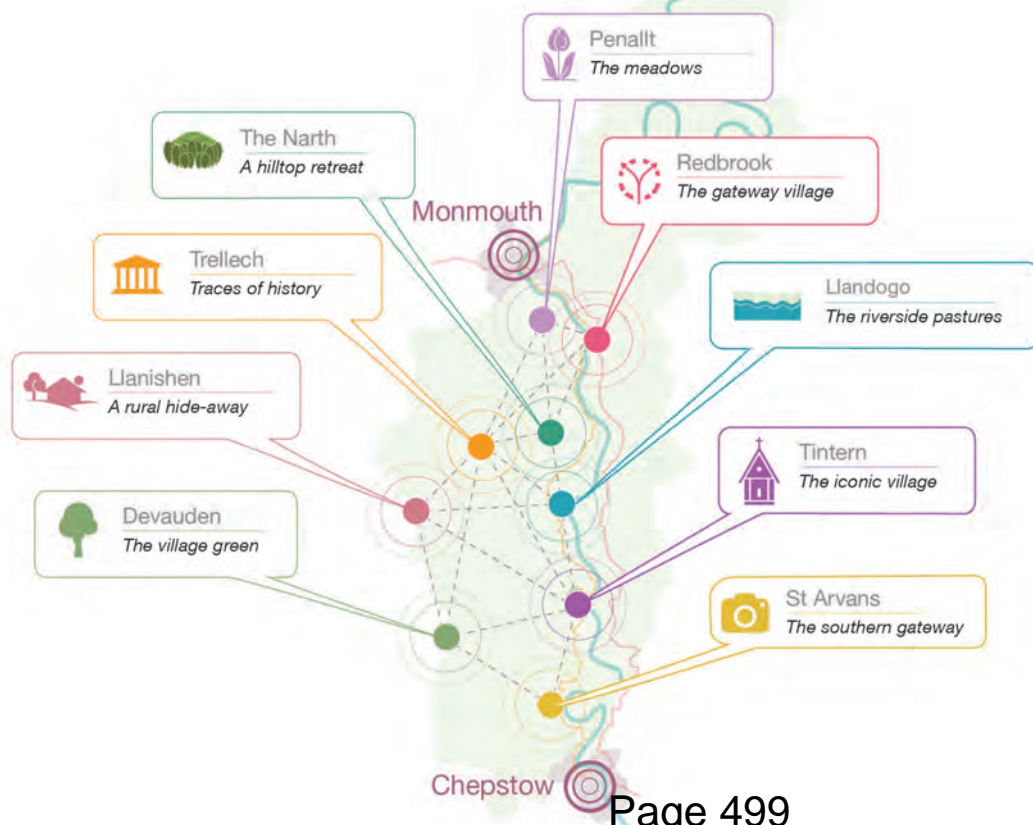 Penallt
The meadows
The Narth
A hilltop retreat
Redbrook
The gateway village
Monmouth
Trellech
Traces of history
Llandogo
The riverside pastures
Llanishen
A rural hide-away
Tintern
The iconic village
Devauden
The village green
St Arvans
The southern gateway
Chepstow
Page 499